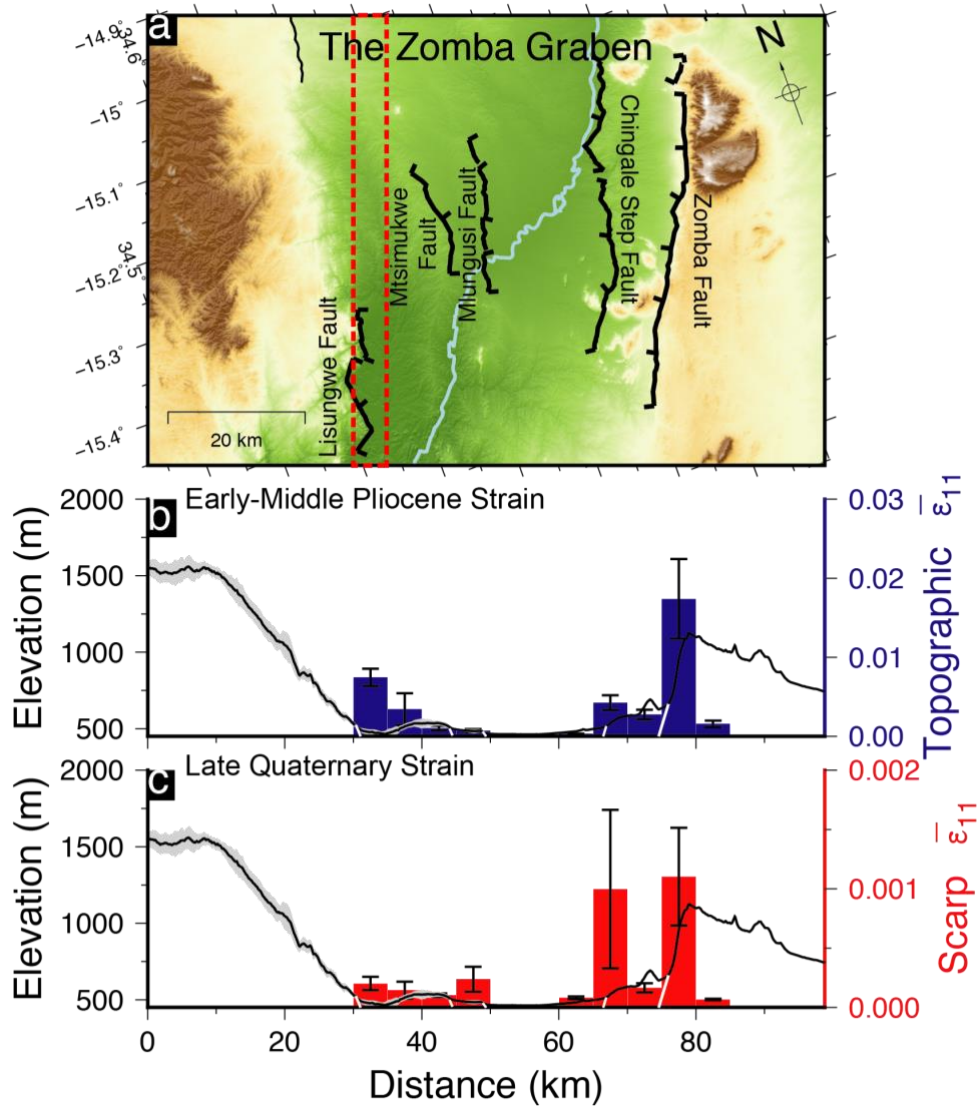 a
The Zomba Graben
N
−14.9°
34.6°
−15°
−15.1°
−15.2°
34.5°
−15.3°
−15.4°
Lisungwe Fault
Mtsimukwe
Fault
Mlungusi Fault
Chingale Step Fault
Zomba Fault
20 km
b
Early-Middle Pliocene Strain
2000
1500
1000
500
Elevation (m)
0.03
0.02
0.01
0.00
Topographic ε̅₁₁
c
Late Quaternary Strain
2000
1500
1000
500
Elevation (m)
0.002
0.001
0.000
Scarp ε̅₁₁
0 20 40 60 80
Distance (km)